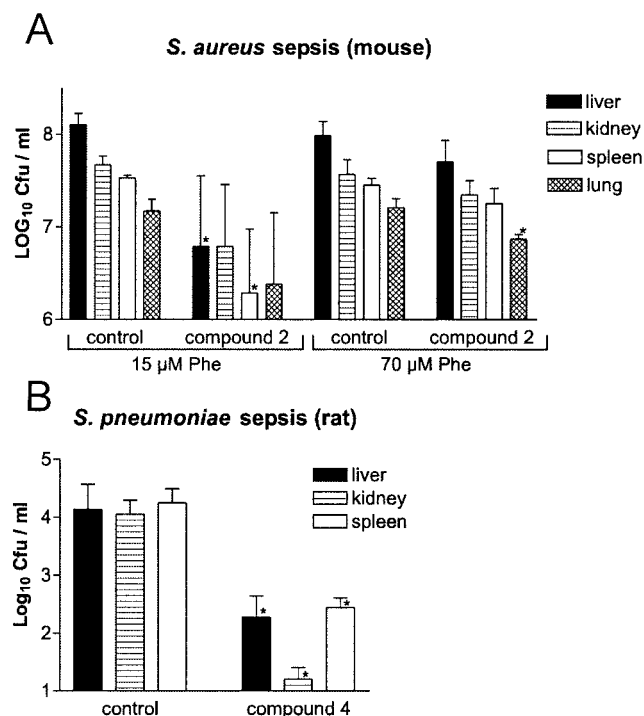 A
S. aureus sepsis (mouse)
LOG10 Cfu / ml
8
7
6
liver
kidney
spleen
lung
*
*
*
control
compound 2
control
compound 2
15 µM Phe
70 µM Phe
B
S. pneumoniae sepsis (rat)
Log10 Cfu / ml
5
4
3
2
1
liver
kidney
spleen
*
*
*
control
compound 4